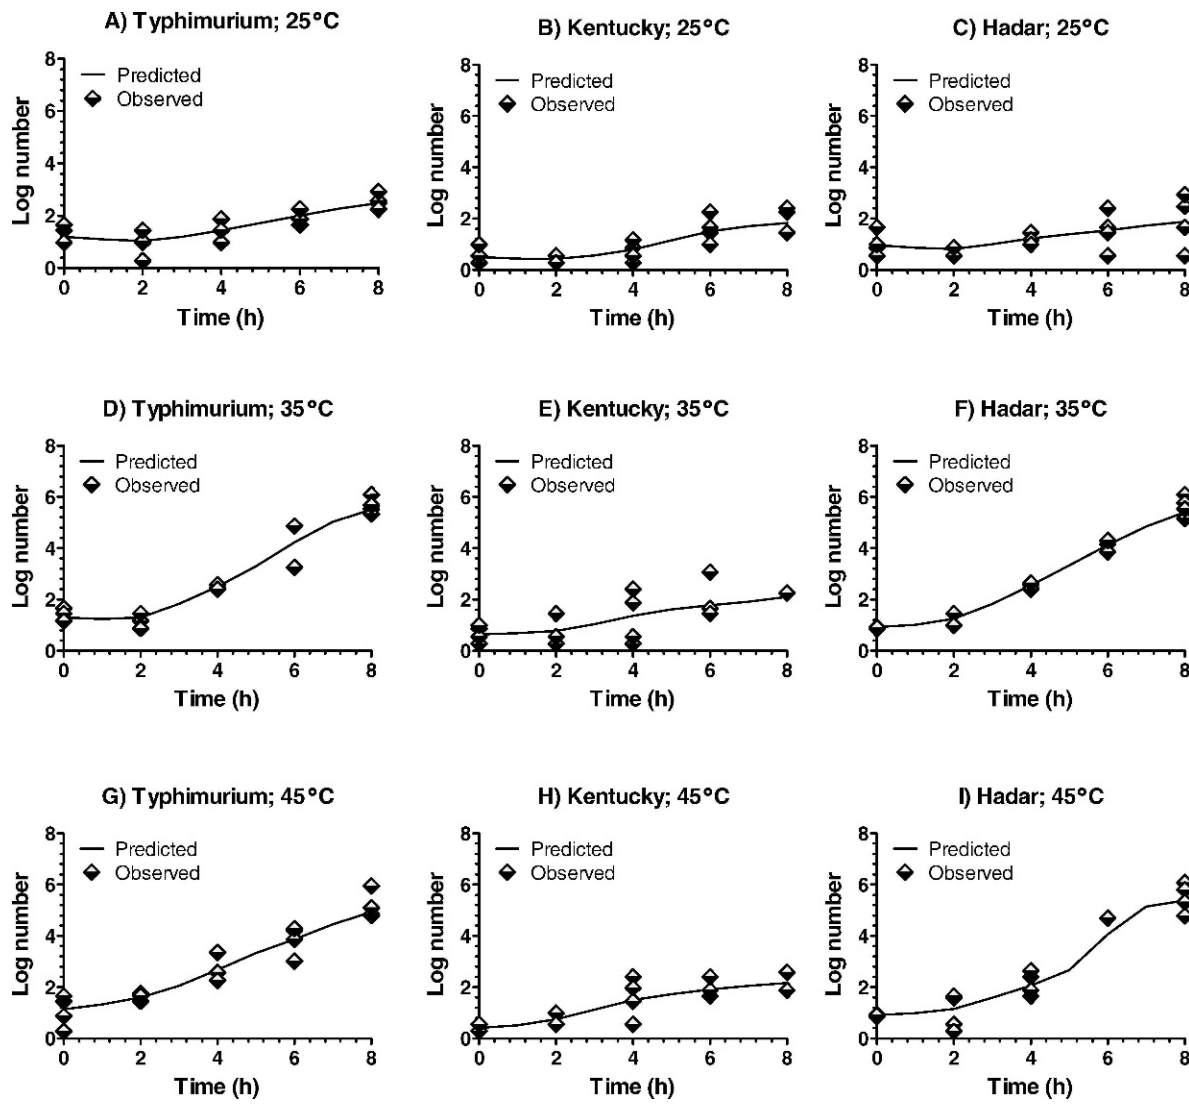 A) Typhimurium; 25°C
B) Kentucky; 25°C
C) Hadar; 25°C
8
6
4
2
0
Log number
Predicted
Observed
0 2 4 6 8
Time (h)
8
6
4
2
0
Log number
Predicted
Observed
0 2 4 6 8
Time (h)
8
6
4
2
0
Log number
Predicted
Observed
0 2 4 6 8
Time (h)
D) Typhimurium; 35°C
E) Kentucky; 35°C
F) Hadar; 35°C
8
6
4
2
0
Log number
Predicted
Observed
0 2 4 6 8
Time (h)
8
6
4
2
0
Log number
Predicted
Observed
0 2 4 6 8
Time (h)
8
6
4
2
0
Log number
Predicted
Observed
0 2 4 6 8
Time (h)
G) Typhimurium; 45°C
H) Kentucky; 45°C
I) Hadar; 45°C
8
6
4
2
0
Log number
Predicted
Observed
0 2 4 6 8
Time (h)
8
6
4
2
0
Log number
Predicted
Observed
0 2 4 6 8
Time (h)
8
6
4
2
0
Log number
Predicted
Observed
0 2 4 6 8
Time (h)